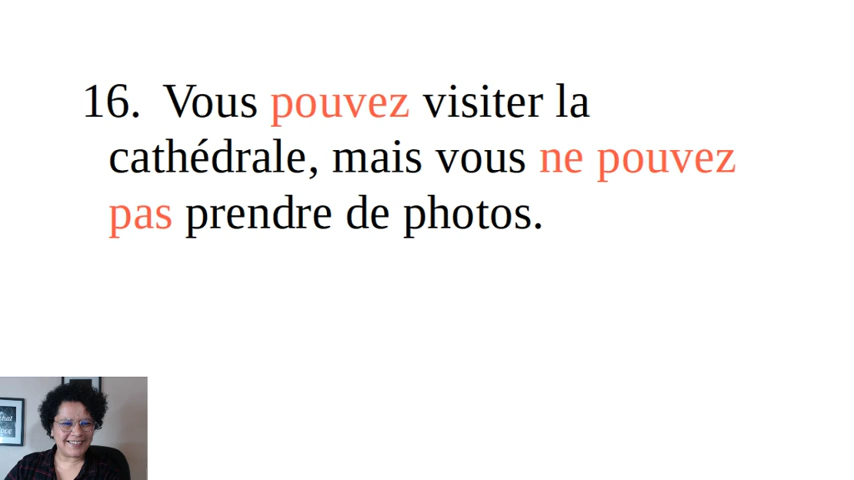 16. Vous pouvez visiter la
cathédrale, mais vous ne pouvez
pas prendre de photos.